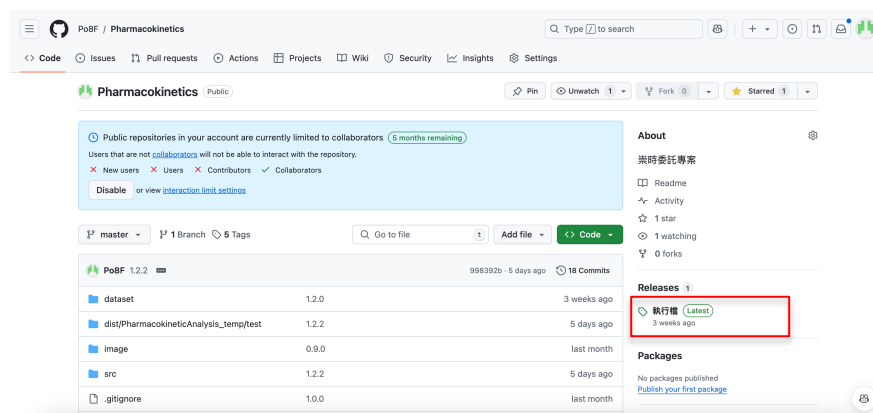 Po8F / Pharmacokinetics
Type / to search
Code Issues Pull requests Actions Projects Wiki Security Insights Settings
Pharmacokinetics Public
Pin Unwatch 1 Fork 0 Starred 1
Public repositories in your account are currently limited to collaborators 5 months remaining
Users that are not collaborators will not be able to interact with the repository.
New users Users Contributors Collaborators
Disable or view interaction limit settings
master 1 Branch 5 Tags Go to file t Add file Code
Po8F 1.2.2 998392b · 5 days ago 18 Commits
dataset 1.2.0 3 weeks ago
dist/PharmacokineticAnalysis_temp/test 1.2.2 5 days ago
image 0.9.0 last month
src 1.2.2 5 days ago
.gitignore 1.0.0 last month
About
崇時委託專案
Readme
Activity
1 star
1 watching
0 forks
Releases 1
執行檔 Latest
3 weeks ago
Packages
No packages published
Publish your first package